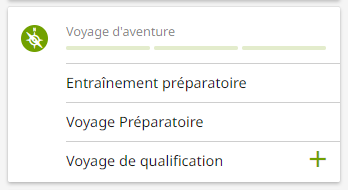 Voyage d'aventure
Entraînement préparatoire
Voyage Préparatoire
Voyage de qualification